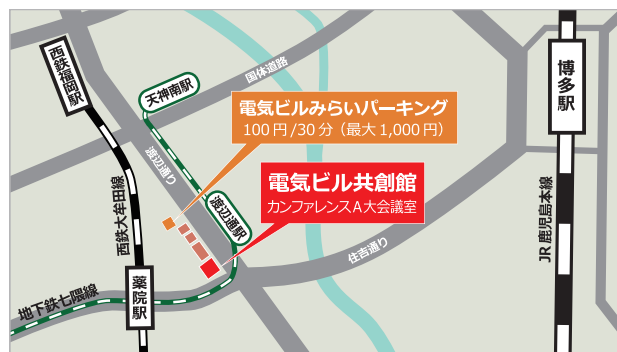 西鉄福岡駅
天神南駅
国体道路
博多駅
電気ビルみらいパーキング
100円/30分（最大1,000円）
渡辺通り
電気ビル共創館
カンファレンスA大会議室
渡辺通駅
西鉄大牟田線
住吉通り
JR鹿児島本線
薬院駅
地下鉄七隈線